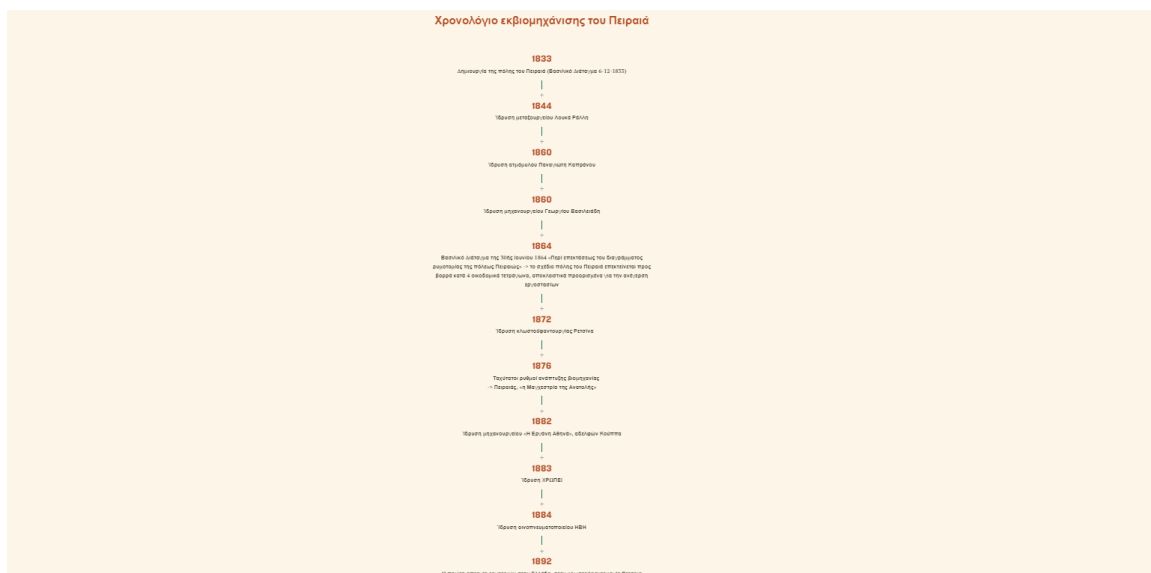 Χρονολόγιο εκβιομηχάνισης του Πειραιά
1833
Δημιουργία της πόλης του Πειραιά (Βασιλικό Διάταγμα 6-12-1833)
1844
Ίδρυση μεταξουργείου Λουκά Ράλλη
1860
Ίδρυση ατμόμυλου Παναγιώτη Καπράνου
1860
Ίδρυση μηχανουργείου Γεωργίου Βασιλειάδη
1864
Βασιλικό Διάταγμα της 30ής Ιουνίου 1864 «Περί επεκτάσεως του διαγράμματος
ρυμοτομίας της πόλεως Πειραιώς» -> το σχέδιο πόλης του Πειραιά επεκτείνεται προς
βορρά κατά 4 οικοδομικά τετράγωνα, αποκλειστικά προορισμένα για την ανέγερση
εργοστασίων
1872
Ίδρυση κλωστοϋφαντουργίας Ρετσίνα
1876
Ταχύτατοι ρυθμοί ανάπτυξης βιομηχανίας
-> Πειραιάς, «η Μαγχεστρία της Ανατολής»
1882
Ίδρυση μηχανουργείου «Η Εργάνη Αθηνά», αδελφών Κούππα
1883
Ίδρυση ΧΡΩΠΕΙ
1884
Ίδρυση οινοπνευματοποιείου ΗΒΗ
1892